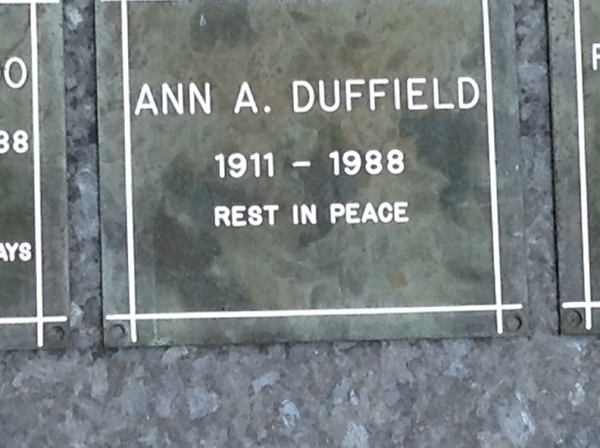 ANN A. DUFFIELD
1911 – 1988
REST IN PEACE